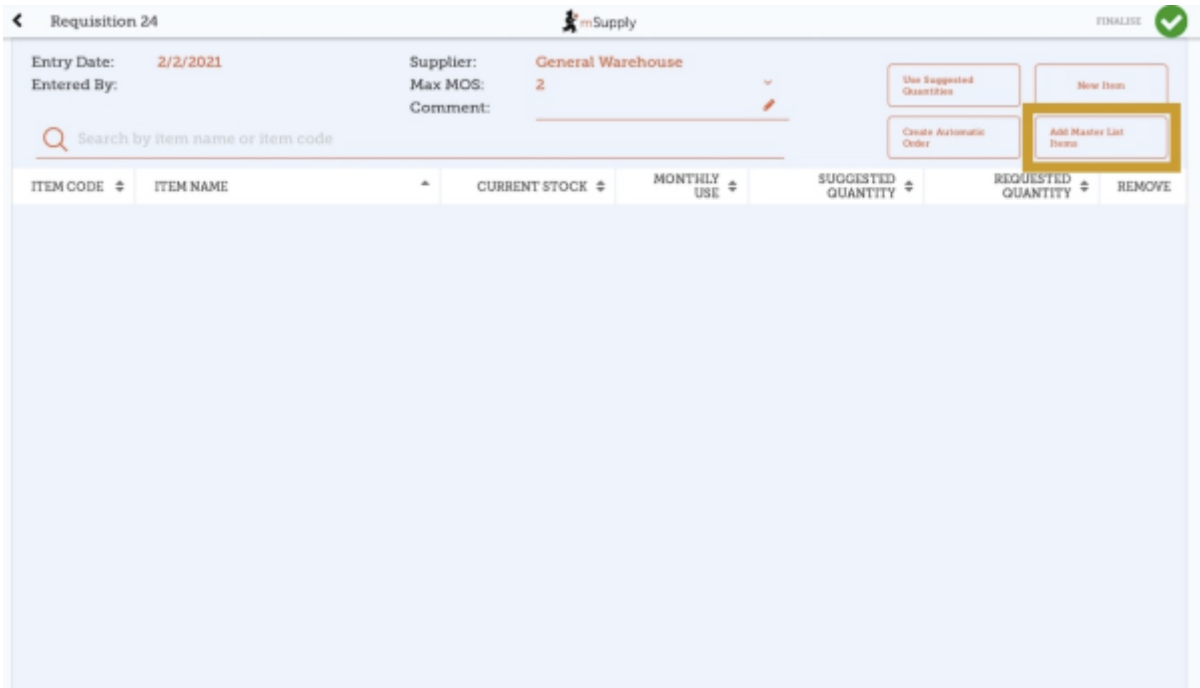 Requisition 24
mSupply
FINALISE
Entry Date: 2/2/2021
Supplier: General Warehouse
Entered By:
Max MOS: 2
Comment:
Use Suggested
Quantities
New Item
Search by item name or item code
Create Automatic
Order
Add Master List
Items
ITEM CODE ITEM NAME CURRENT STOCK MONTHLY USE SUGGESTED QUANTITY REQUESTED QUANTITY REMOVE